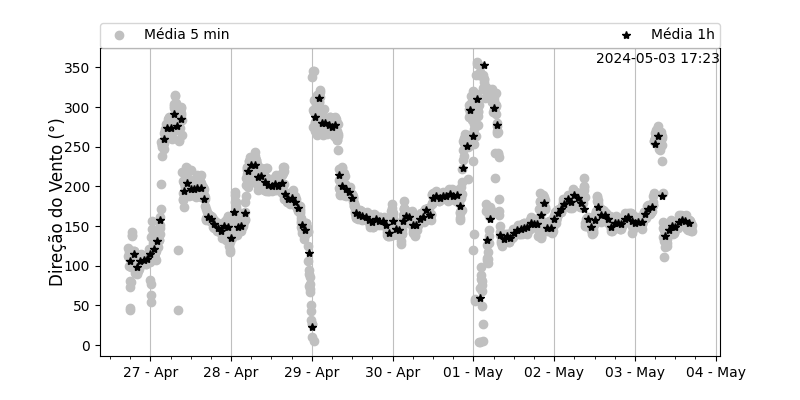 Média 5 min
Média 1h
2024-05-03 17:23
Direção do Vento (°)
350
300
250
200
150
100
50
0
27 - Apr
28 - Apr
29 - Apr
30 - Apr
01 - May
02 - May
03 - May
04 - May